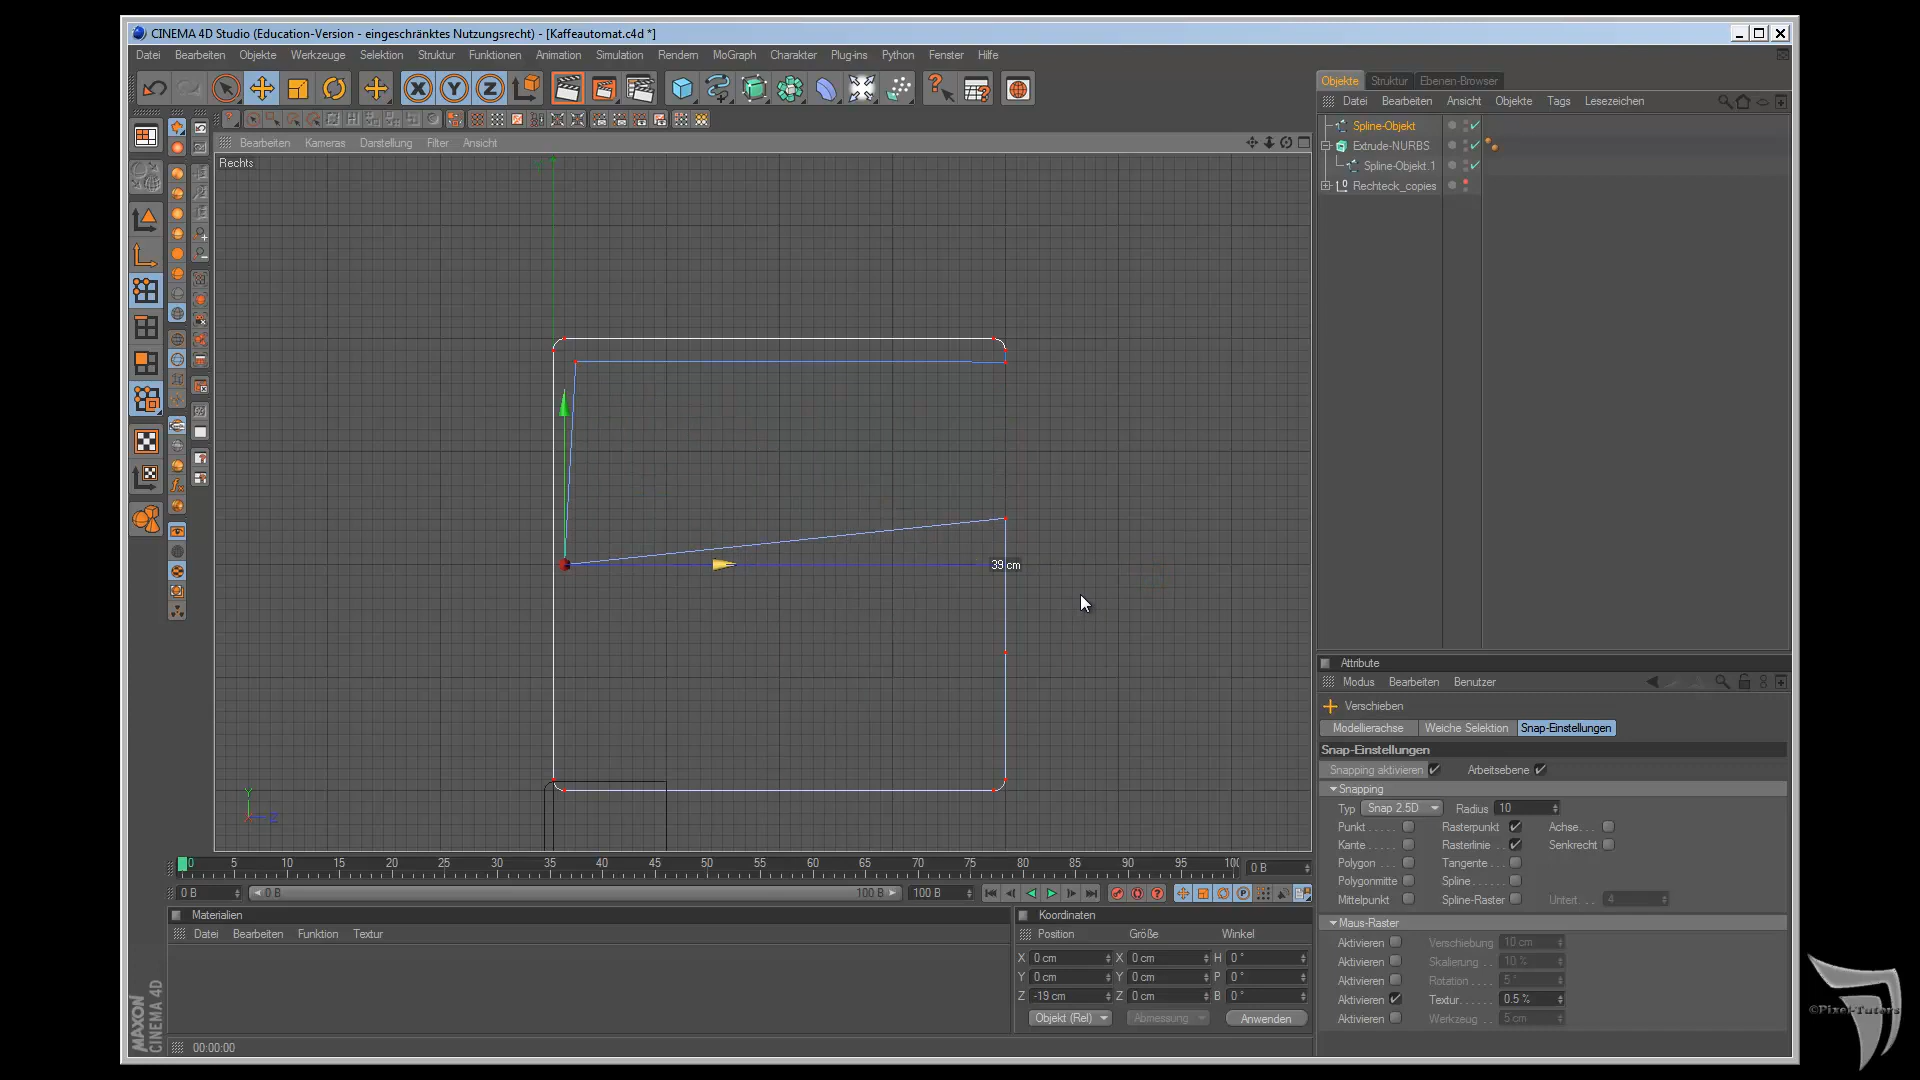 CINEMA 4D Studio (Education-Version - eingeschränktes Nutzungsrecht) - [Kaffeautomat.c4d *]
Datei Bearbeiten Objekte Werkzeuge Selektion Struktur Funktionen Animation Simulation Rendern MoGraph Charakter Plug-ins Python Fenster Hilfe
X Y Z
Bearbeiten Kameras Darstellung Filter Ansicht
Rechts
39 cm
Y
Z
0 5 10 15 20 25 30 35 40 45 50 55 60 65 70 75 80 85 90 95 100
0 B
0 B
0 B
100 B
100 B
Materialien
Datei Bearbeiten Funktion Textur
MAXON CINEMA 4D
00:00:00
Koordinaten
Position Größe Winkel
X 0 cm X 0 cm H 0 °
Y 0 cm Y 0 cm P 0 °
Z -19 cm Z 0 cm B 0 °
Objekt (Rel) Abmessung Anwenden
Objekte Struktur Ebenen-Browser
Datei Bearbeiten Ansicht Objekte Tags Lesezeichen
Spline-Objekt
Extrude-NURBS
Spline-Objekt.1
Rechteck_copies
Attribute
Modus Bearbeiten Benutzer
Verschieben
Modellierachse Weiche Selektion Snap-Einstellungen
Snap-Einstellungen
Snapping aktivieren Arbeitsebene
Snapping
Typ Snap 2.5D Radius 10
Punkt . . . . . Rasterpunkt Achse. . .
Kante. . . . . Rasterlinie . . Senkrecht
Polygon . . . Tangente . . .
Polygonmitte Spline. . . . . .
Mittelpunkt Spline-Raster Untert. . . 4
Maus-Raster
Aktivieren Verschiebung 10 cm
Aktivieren Skalierung . . 10 %
Aktivieren Rotation . . . . 5 °
Aktivieren Textur. . . . . . 0.5 %
Aktivieren Werkzeug . . 5 cm
©Pixel-Tutors